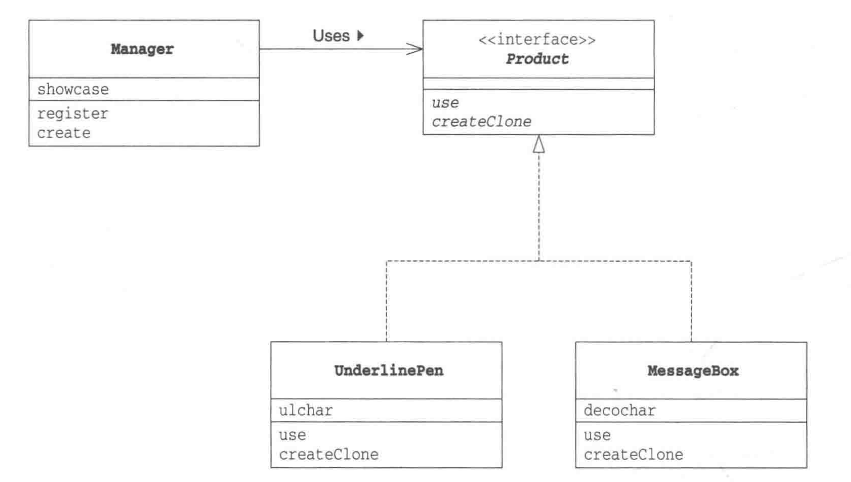 Manager
showcase
register
create
Uses ▶
<<interface>>
Product
use
createClone
UnderlinePen
ulchar
use
createClone
MessageBox
decochar
use
createClone